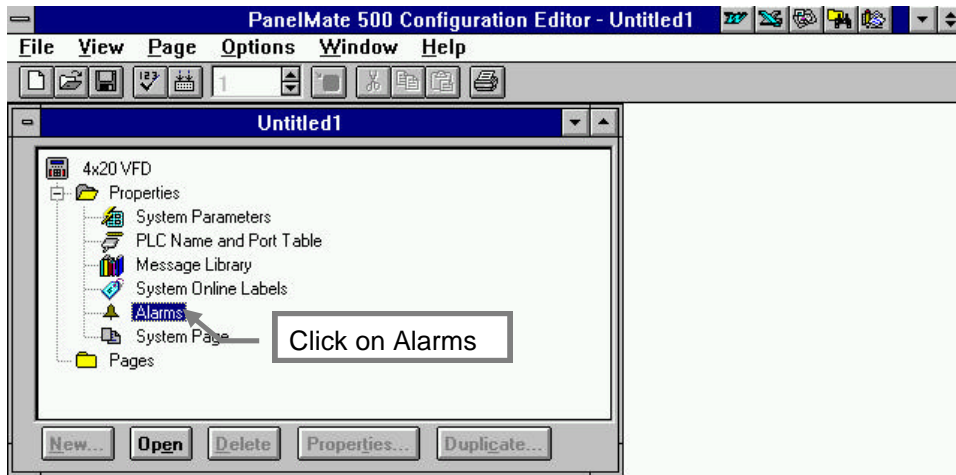 PanelMate 500 Configuration Editor - Untitled1
File View Page Options Window Help
1
Untitled1
4x20 VFD
Properties
System Parameters
PLC Name and Port Table
Message Library
System Online Labels
Alarms
System Page
Click on Alarms
Pages
New... Open Delete Properties... Duplicate...